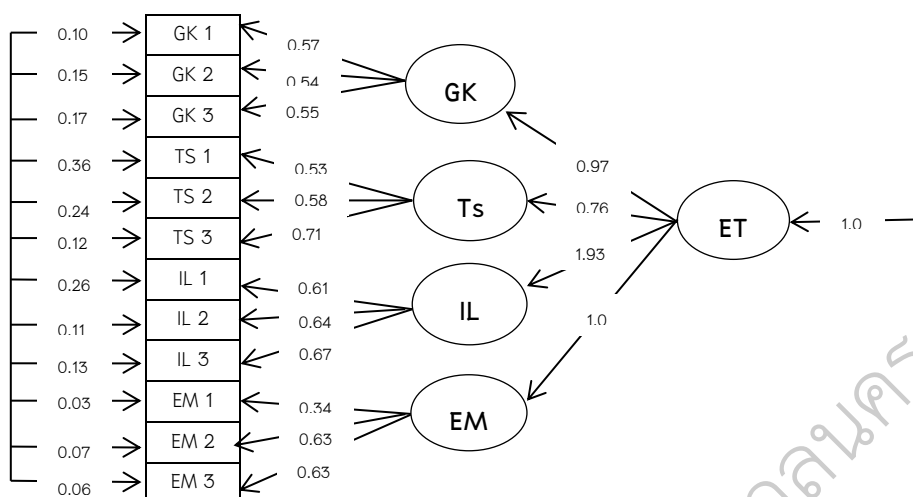 0.10 GK 1 0.57
0.15 GK 2 0.54 GK
0.17 GK 3 0.55
0.36 TS 1 0.53 0.97
0.24 TS 2 0.58 Ts 0.76 ET 1.0
0.12 TS 3 0.71
0.26 IL 1 0.61 1.93
0.11 IL 2 0.64 IL 1.0
0.13 IL 3 0.67
0.03 EM 1 0.34
0.07 EM 2 0.63 EM
0.06 EM 3 0.63